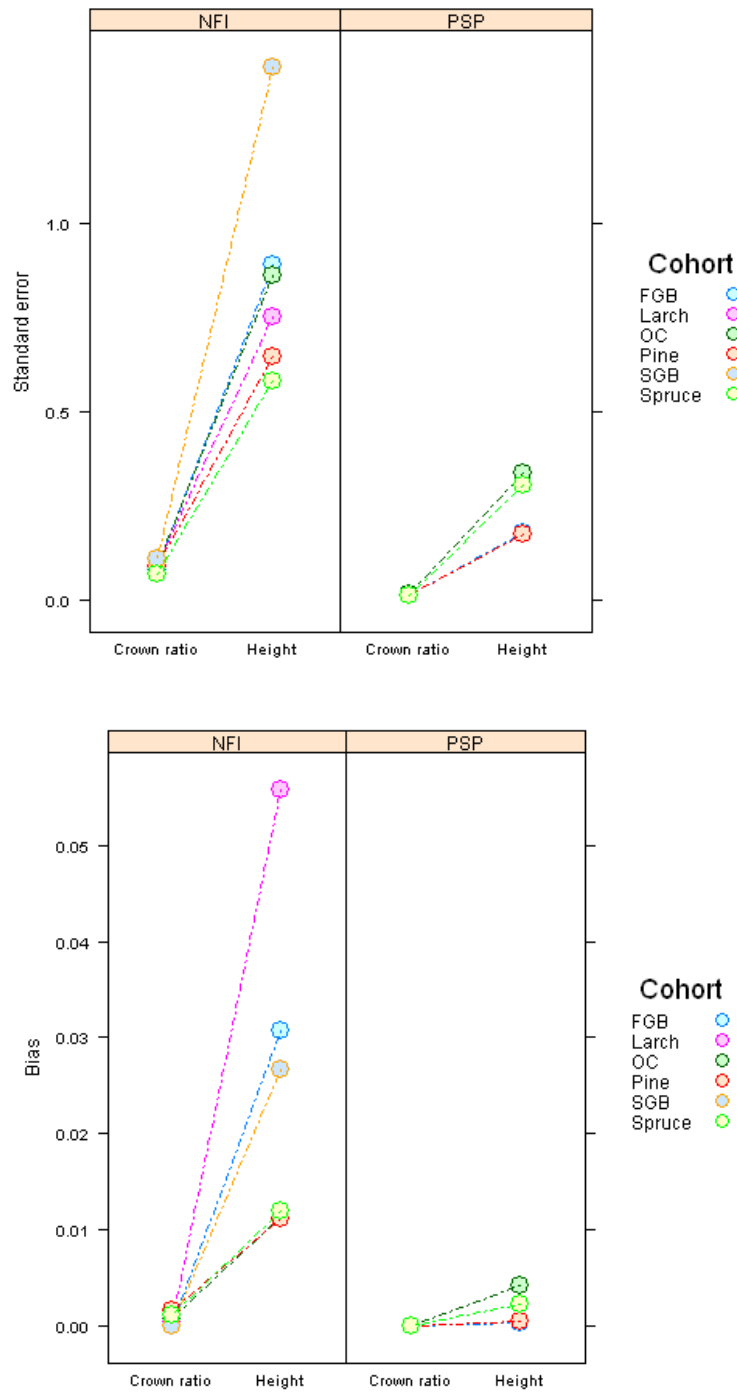 NFI PSP
1.0
0.5
0.0
Standard error
Crown ratio Height Crown ratio Height
Cohort
FGB
Larch
OC
Pine
SGB
Spruce
NFI PSP
0.05
0.04
0.03
0.02
0.01
0.00
Bias
Crown ratio Height Crown ratio Height
Cohort
FGB
Larch
OC
Pine
SGB
Spruce